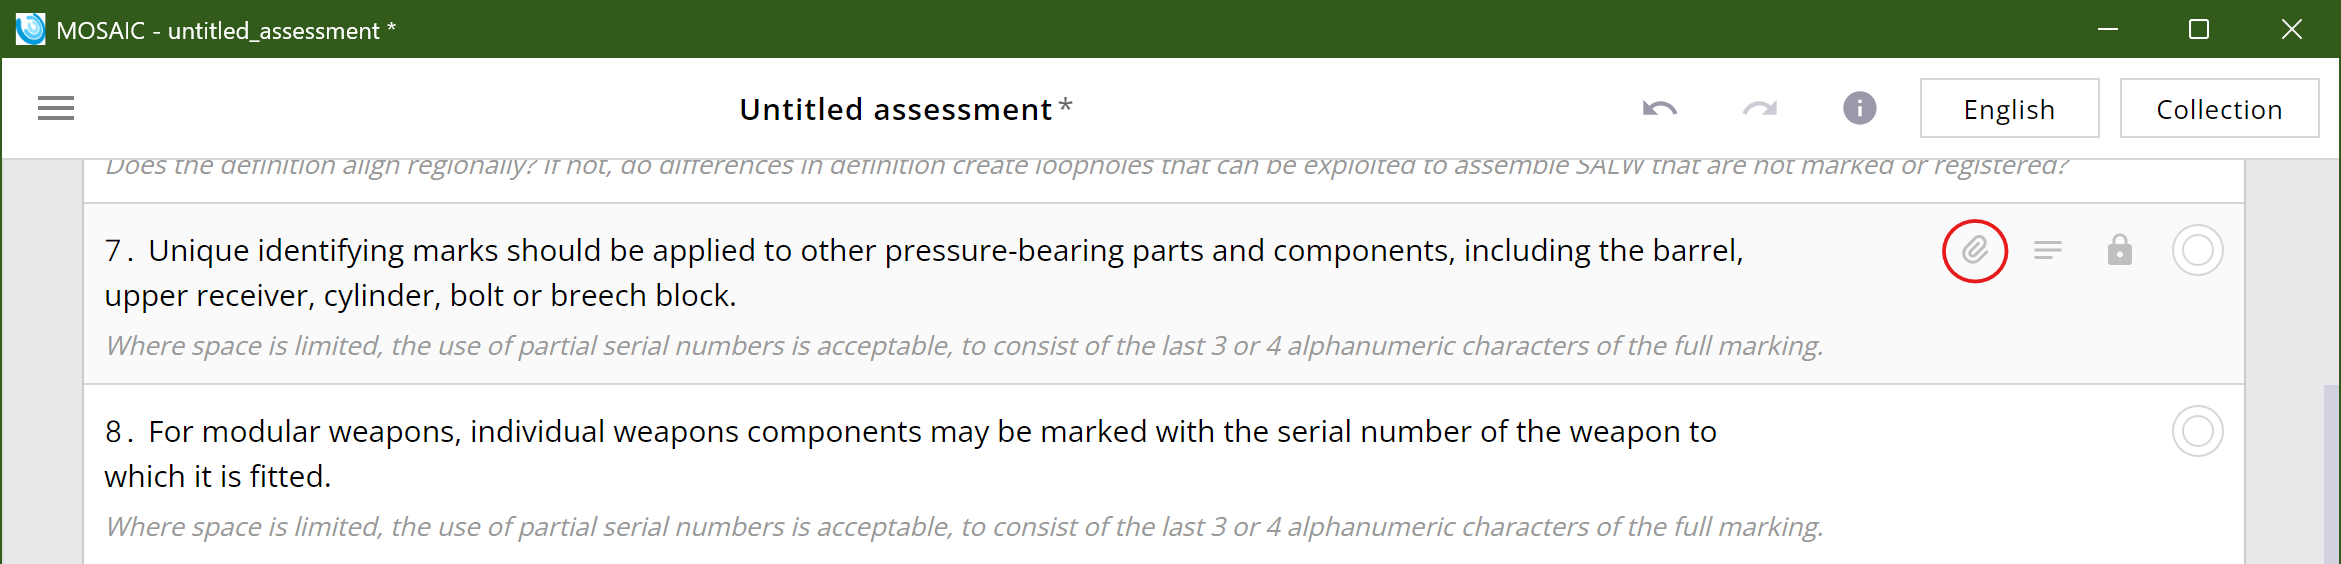 MOSAIC - untitled_assessment *
Untitled assessment *
English
Collection
Does the definition align regionally? If not, do differences in definition create loopholes that can be exploited to assemble SALW that are not marked or registered?
7. Unique identifying marks should be applied to other pressure-bearing parts and components, including the barrel,
upper receiver, cylinder, bolt or breech block.
Where space is limited, the use of partial serial numbers is acceptable, to consist of the last 3 or 4 alphanumeric characters of the full marking.
8. For modular weapons, individual weapons components may be marked with the serial number of the weapon to
which it is fitted.
Where space is limited, the use of partial serial numbers is acceptable, to consist of the last 3 or 4 alphanumeric characters of the full marking.